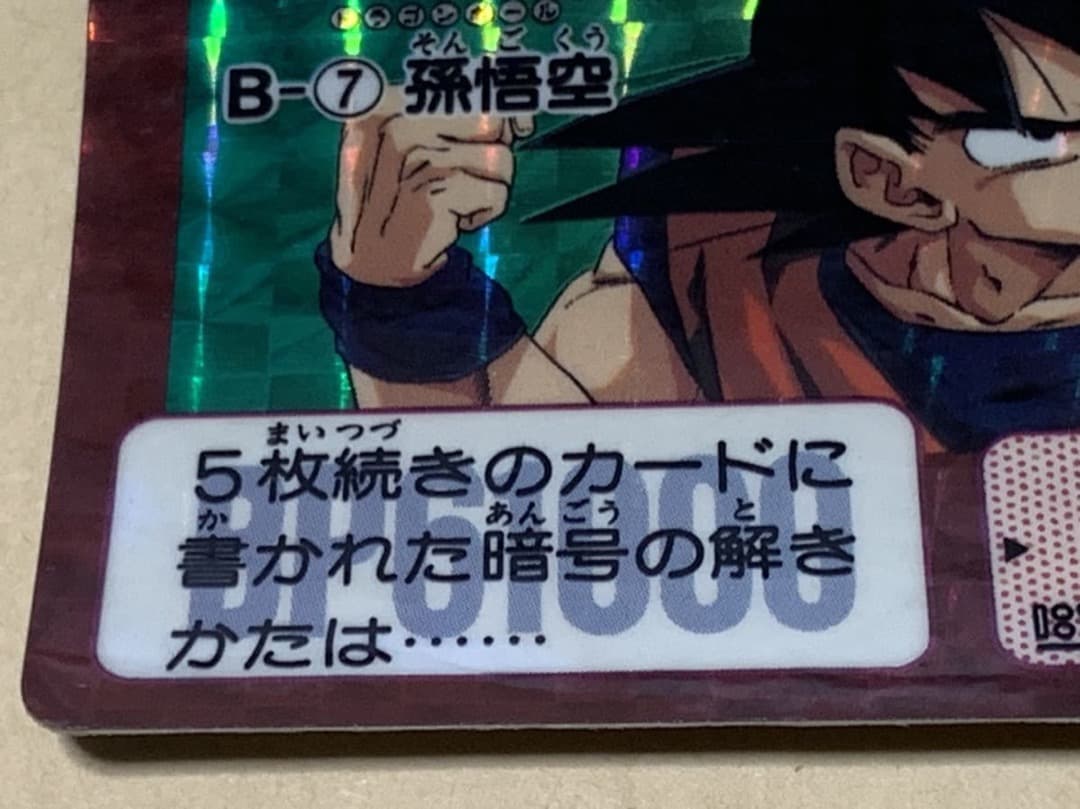 ドラゴンボール
そんごくう
B-⑦ 孫悟空
まいつづ
5枚続きのカードに
か あんごう と
書かれた暗号の解き
かたは……
BP61000